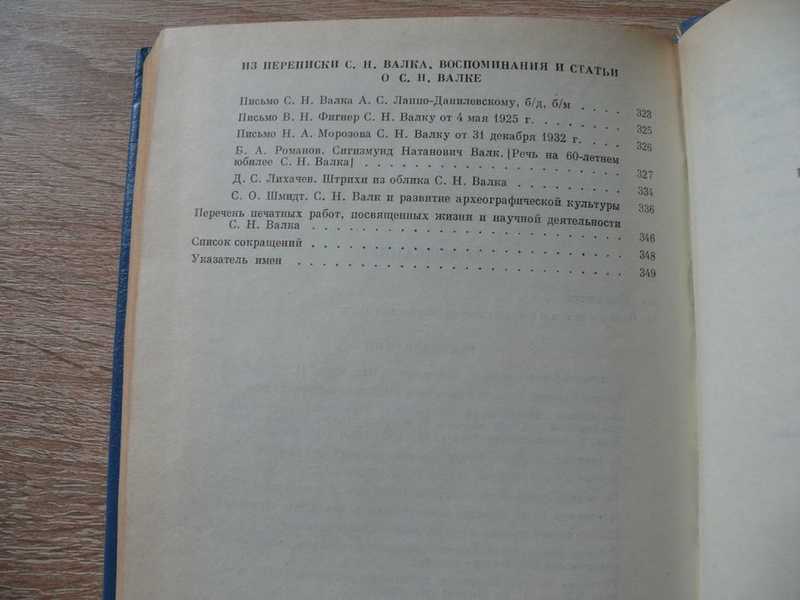 ИЗ ПЕРЕПИСКИ С. Н. ВАЛКА, ВОСПОМИНАНИЯ И СТАТЬИ
О С. Н. ВАЛКЕ
Письмо С. Н. Валка А. С. Лаппо-Данилевскому, б/д, б/м . . . . 323
Письмо В. Н. Фигнер С. Н. Валку от 4 мая 1925 г. . . . . . . . 325
Письмо Н. А. Морозова С. Н. Валку от 31 декабря 1932 г. . . . . 326
Б. А. Романов. Сигизмунд Натанович Валк. [Речь на 60-летнем
юбилее С. Н. Валка] . . . . . . . . . . . . . . . . . . 327
Д. С. Лихачев. Штрихи из облика С. Н. Валка . . . . . . . . 334
С. О. Шмидт. С. Н. Валк и развитие археографической культуры 336
Перечень печатных работ, посвященных жизни и научной деятельности
С. Н. Валка . . . . . . . . . . . . . . . . . . . . . . 346
Список сокращений . . . . . . . . . . . . . . . . . . . . . . 348
Указатель имен . . . . . . . . . . . . . . . . . . . . . . . 349